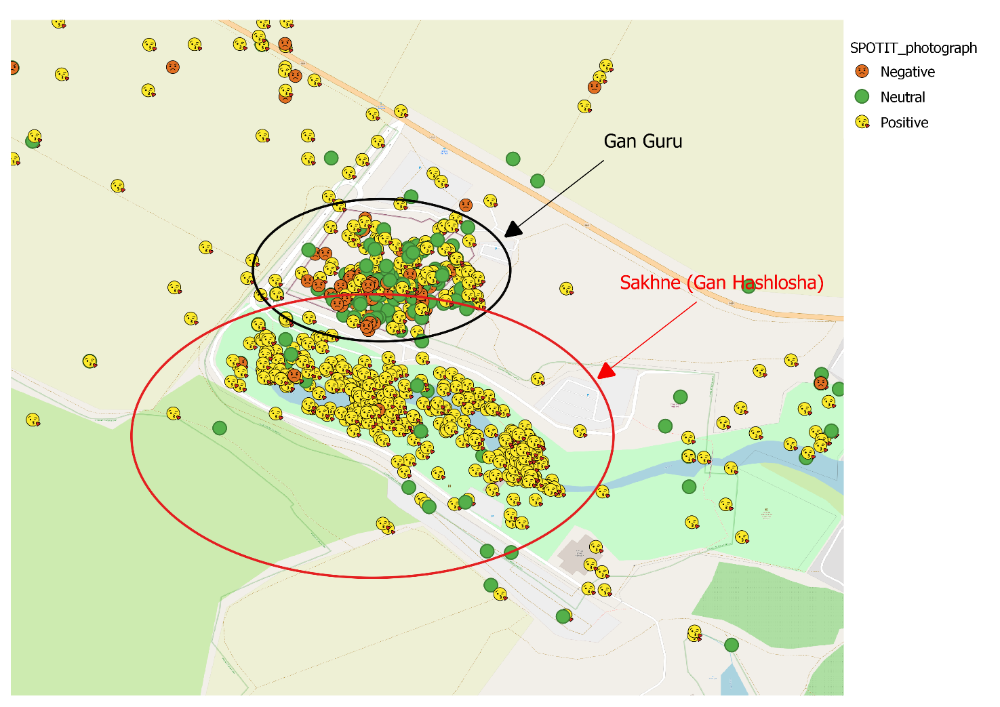 SPOTIT_photograph
Negative
Neutral
Positive
Gan Guru
Sakhne (Gan Hashlosha)